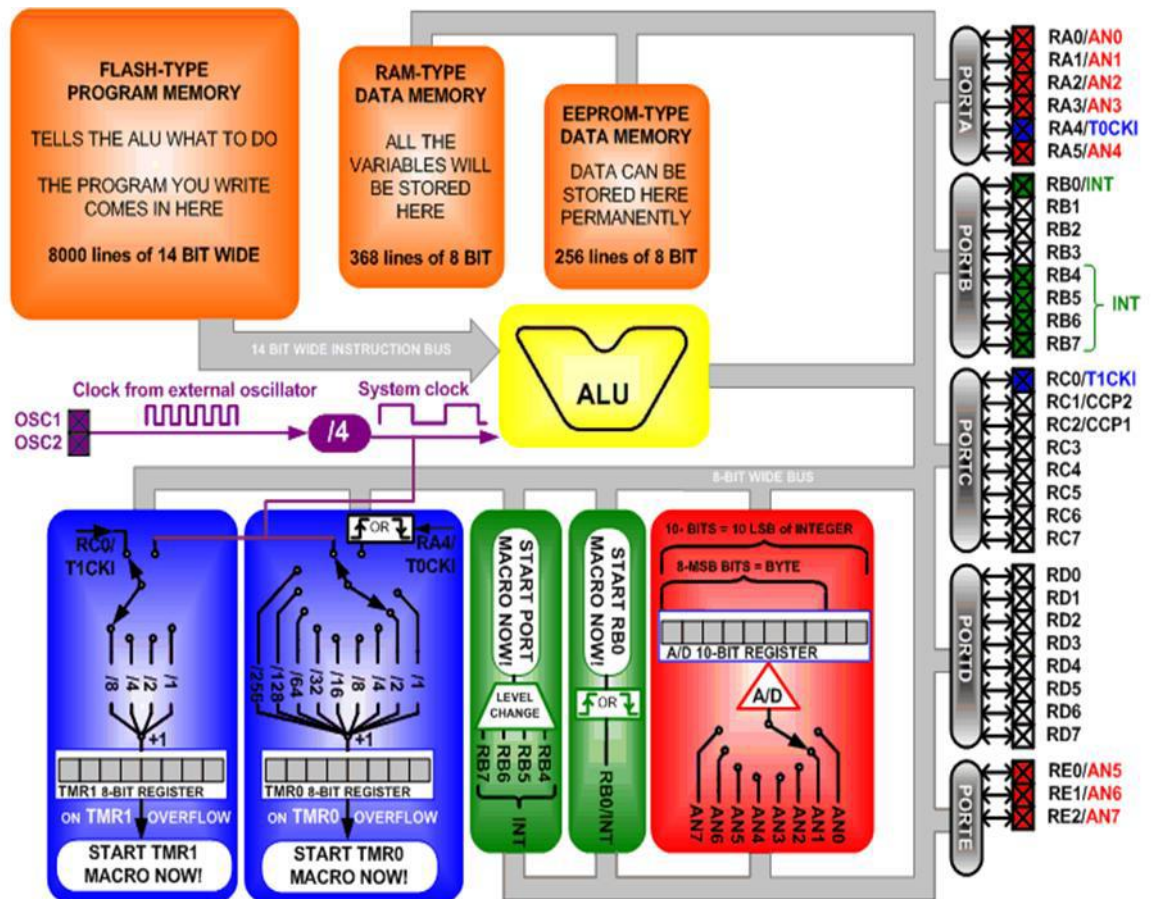 FLASH-TYPE
PROGRAM MEMORY
TELLS THE ALU WHAT TO DO
THE PROGRAM YOU WRITE
COMES IN HERE
8000 lines of 14 BIT WIDE
RAM-TYPE
DATA MEMORY
ALL THE
VARIABLES WILL
BE STORED
HERE
368 lines of 8 BIT
EEPROM-TYPE
DATA MEMORY
DATA CAN BE
STORED HERE
PERMANENTLY
256 lines of 8 BIT
14 BIT WIDE INSTRUCTION BUS
ALU
Clock from external oscillator
System clock
OSC1
OSC2
/4
8-BIT WIDE BUS
PORTA
RA0/AN0
RA1/AN1
RA2/AN2
RA3/AN3
RA4/T0CKI
RA5/AN4
PORTB
RB0/INT
RB1
RB2
RB3
RB4
RB5
RB6
RB7
INT
PORTC
RC0/T1CKI
RC1/CCP2
RC2/CCP1
RC3
RC4
RC5
RC6
RC7
PORTD
RD0
RD1
RD2
RD3
RD4
RD5
RD6
RD7
PORTE
RE0/AN5
RE1/AN6
RE2/AN7
RC0/
T1CKI
/8
/4
/2
/1
+1
TMR1 8-BIT REGISTER
ON TMR1 OVERFLOW
START TMR1
MACRO NOW!
OR
RA4/
T0CKI
/256
/128
/64
/32
/16
/8
/4
/2
/1
+1
TMR0 8-BIT REGISTER
ON TMR0 OVERFLOW
START TMR0
MACRO NOW!
START PORT
MACRO NOW!
LEVEL
CHANGE
RB7
RB6
RB5
RB4
INT
START RB0
MACRO NOW!
OR
RB0/INT
10- BITS = 10 LSB of INTEGER
8-MSB BITS = BYTE
A/D 10-BIT REGISTER
A/D
AN7
AN6
AN5
AN4
AN3
AN2
AN1
AN0